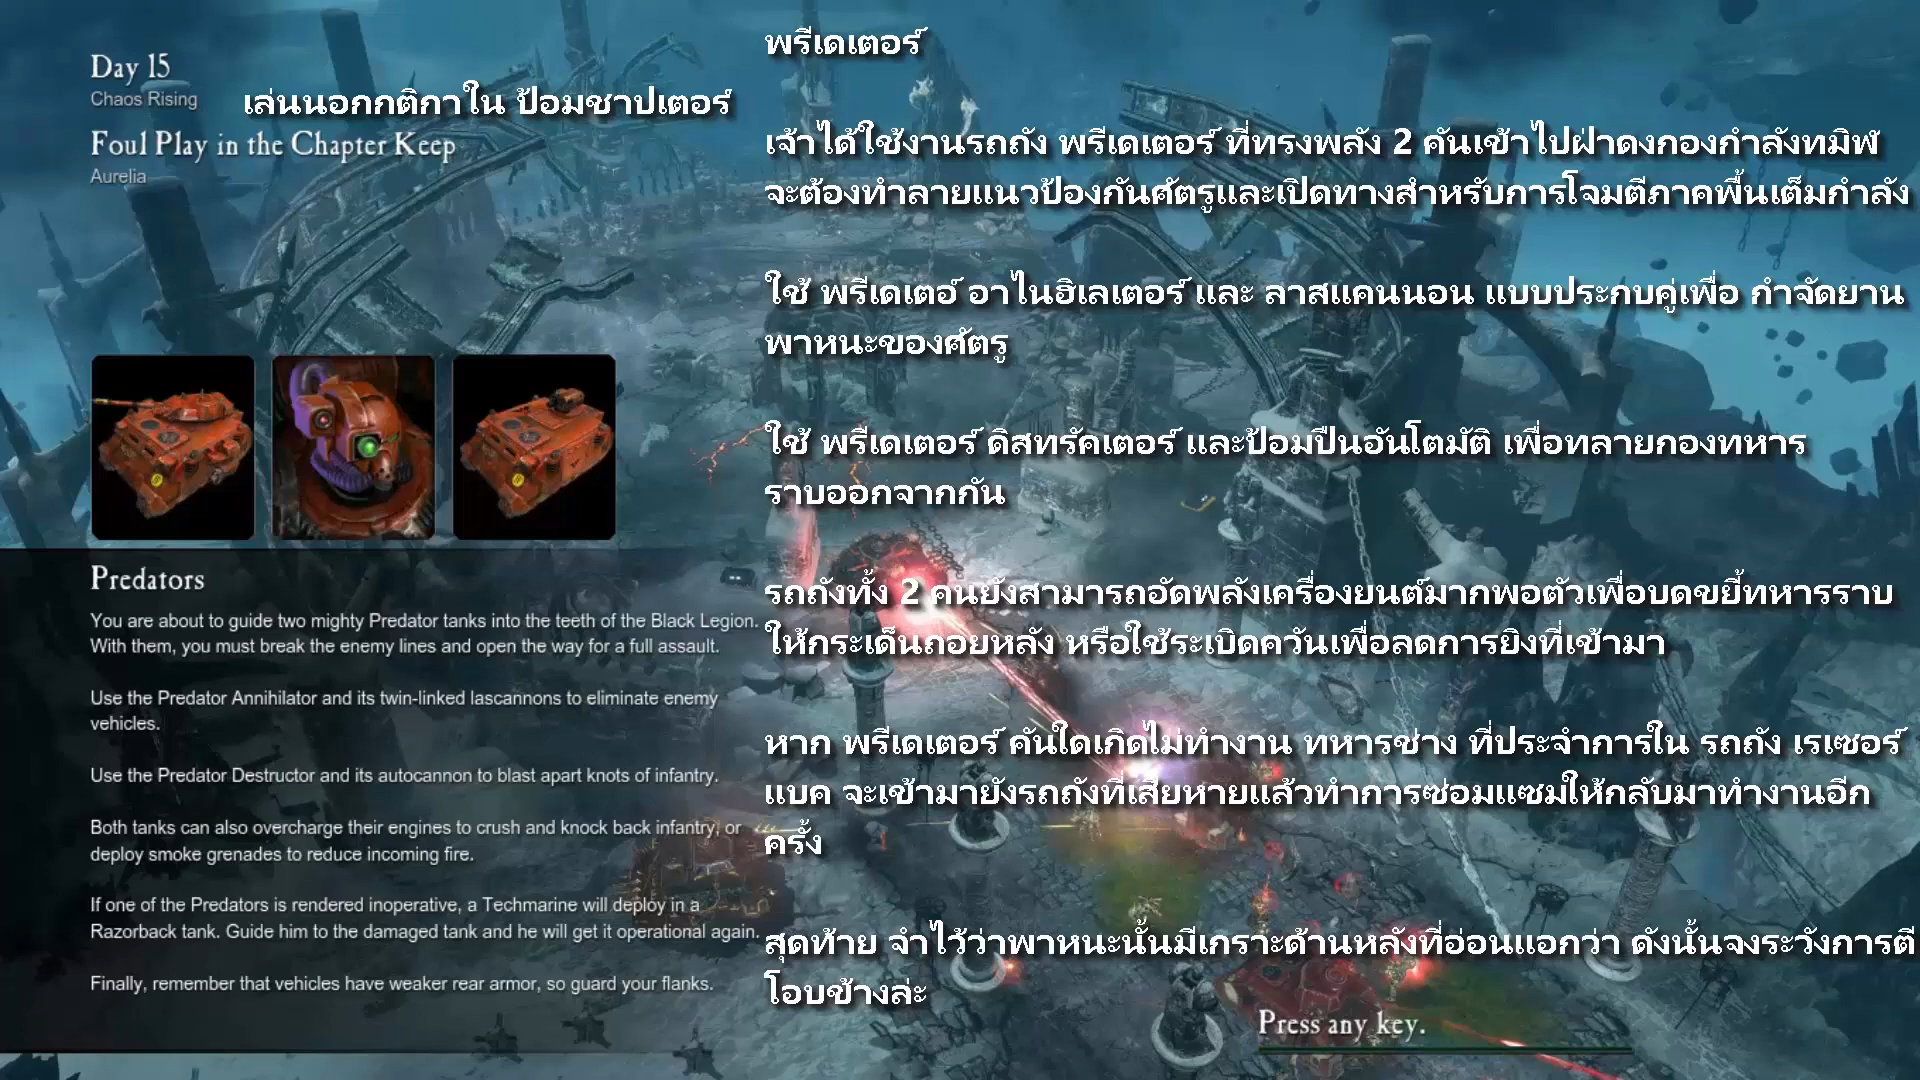 Day 15
Chaos Rising
เล่นนอกกติกาใน ป้อมชาปเตอร์
Foul Play in the Chapter Keep
Aurelia
Predators
You are about to guide two mighty Predator tanks into the teeth of the Black Legion.
With them, you must break the enemy lines and open the way for a full assault.
Use the Predator Annihilator and its twin-linked lascannons to eliminate enemy
vehicles.
Use the Predator Destructor and its autocannon to blast apart knots of infantry.
Both tanks can also overcharge their engines to crush and knock back infantry, or
deploy smoke grenades to reduce incoming fire.
If one of the Predators is rendered inoperative, a Techmarine will deploy in a
Razorback tank. Guide him to the damaged tank and he will get it operational again.
Finally, remember that vehicles have weaker rear armor, so guard your flanks.
พรีเดเตอร์
เจ้าได้ใช้งานรถถัง พรีเดเตอร์ ที่ทรงพลัง 2 คันเข้าไปฝ่าดงกองกำลังทมิฬ
จะต้องทำลายแนวป้องกันศัตรูและเปิดทางสำหรับการโจมตีภาคพื้นเต็มกำลัง
ใช้ พรีเดเตอ์ อาไนฮิเลเตอร์ และ ลาสแคนนอน แบบประกบคู่เพื่อ กำจัดยาน
พาหนะของศัตรู
ใช้ พรีเดเตอร์ ดิสทรัคเตอร์ และป้อมปืนอันโตมัติ เพื่อทลายกองทหาร
ราบออกจากกัน
รถถังทั้ง 2 คนยังสามารถอัดพลังเครื่องยนต์มากพอตัวเพื่อบดขยี้ทหารราบ
ให้กระเด็นถอยหลัง หรือใช้ระเบิดควันเพื่อลดการยิงที่เข้ามา
หาก พรีเดเตอร์ คันใดเกิดไม่ทำงาน ทหารช่าง ที่ประจำการใน รถถัง เรเซอร์
แบค จะเข้ามายังรถถังที่เสียหายแล้วทำการซ่อมแซมให้กลับมาทำงานอีก
ครั้ง
สุดท้าย จำไว้ว่าพาหนะนั้นมีเกราะด้านหลังที่อ่อนแอกว่า ดังนั้นจงระวังการตี
โอบข้างล่ะ
Press any key.